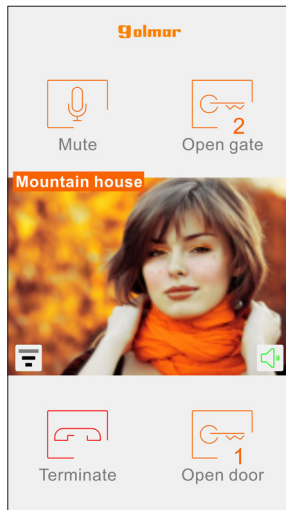 golmar
Mute
2
Open gate
Mountain house
Terminate
1
Open door